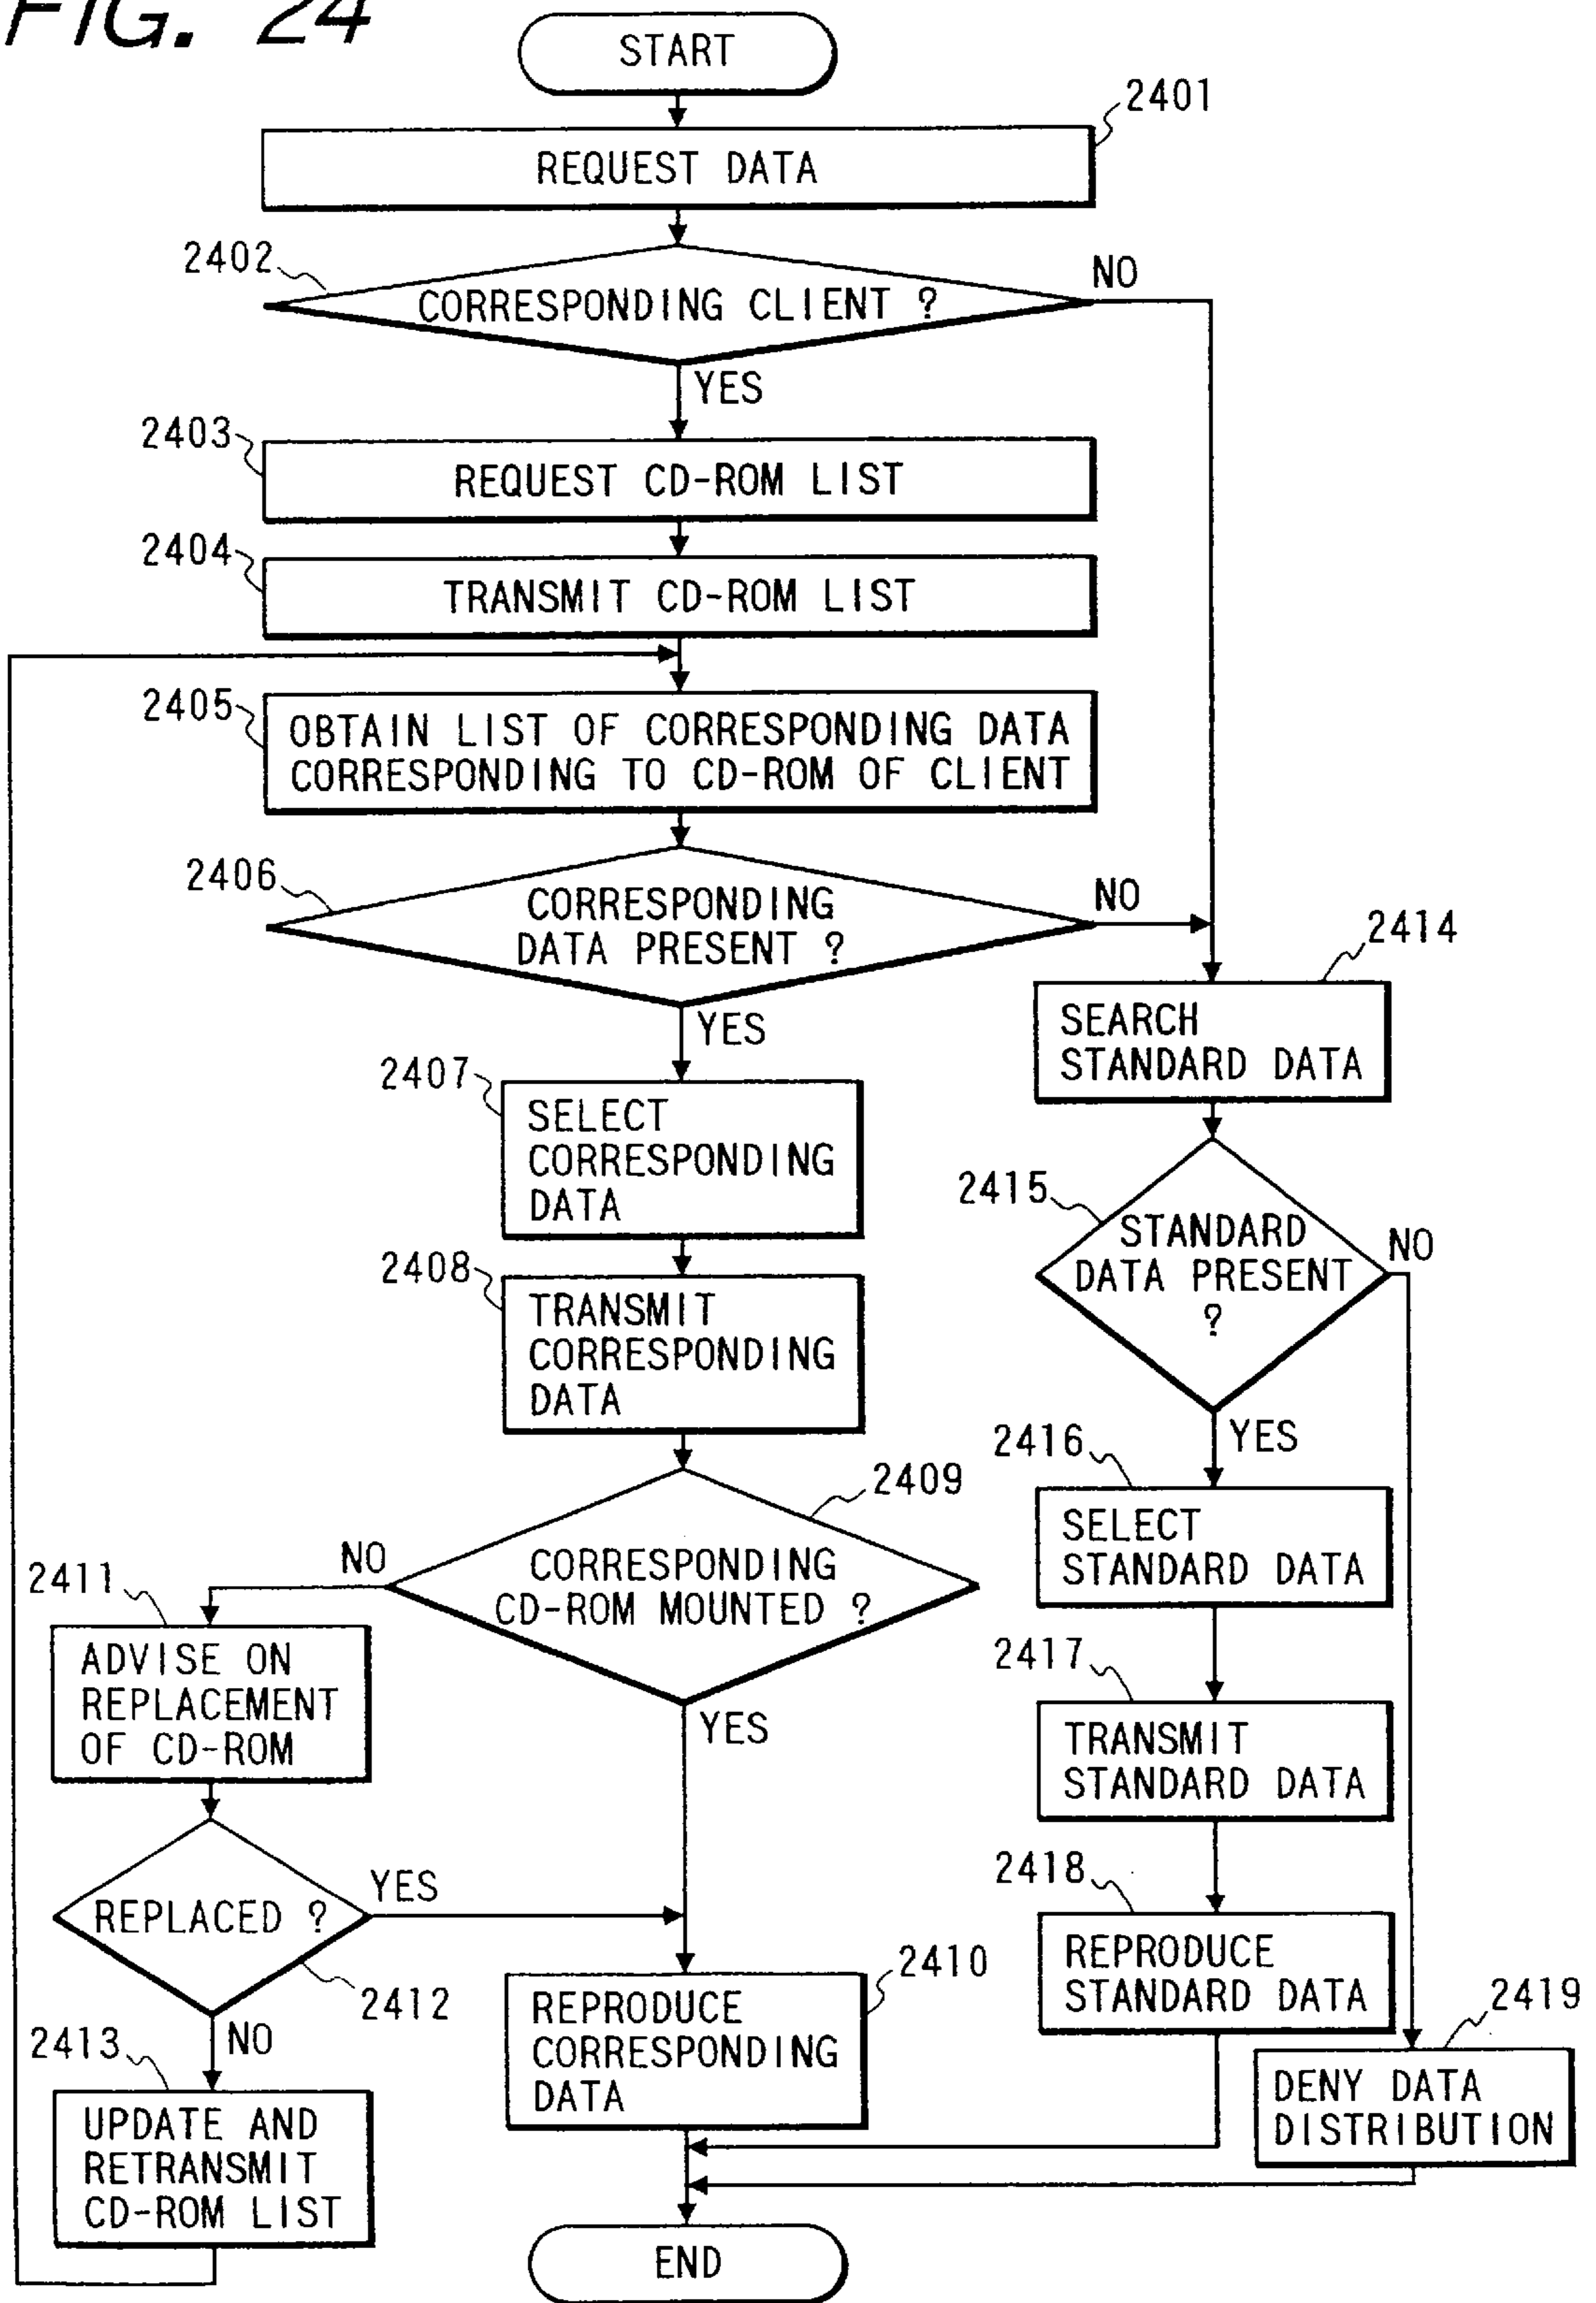 FIG. 24
START
2401
REQUEST DATA
2402
CORRESPONDING CLIENT ?
NO
YES
2403
REQUEST CD-ROM LIST
2404
TRANSMIT CD-ROM LIST
2405
OBTAIN LIST OF CORRESPONDING DATA
CORRESPONDING TO CD-ROM OF CLIENT
2406
CORRESPONDING
DATA PRESENT ?
NO
YES
2414
SEARCH
STANDARD DATA
2407
SELECT
CORRESPONDING
DATA
2415
STANDARD
DATA PRESENT
?
NO
YES
2408
TRANSMIT
CORRESPONDING
DATA
2416
SELECT
STANDARD DATA
2409
CORRESPONDING
CD-ROM MOUNTED ?
NO
YES
2411
ADVISE ON
REPLACEMENT
OF CD-ROM
2417
TRANSMIT
STANDARD DATA
REPLACED ?
YES
2412
NO
2418
REPRODUCE
STANDARD DATA
2410
REPRODUCE
CORRESPONDING
DATA
2419
DENY DATA
DISTRIBUTION
2413
UPDATE AND
RETRANSMIT
CD-ROM LIST
END